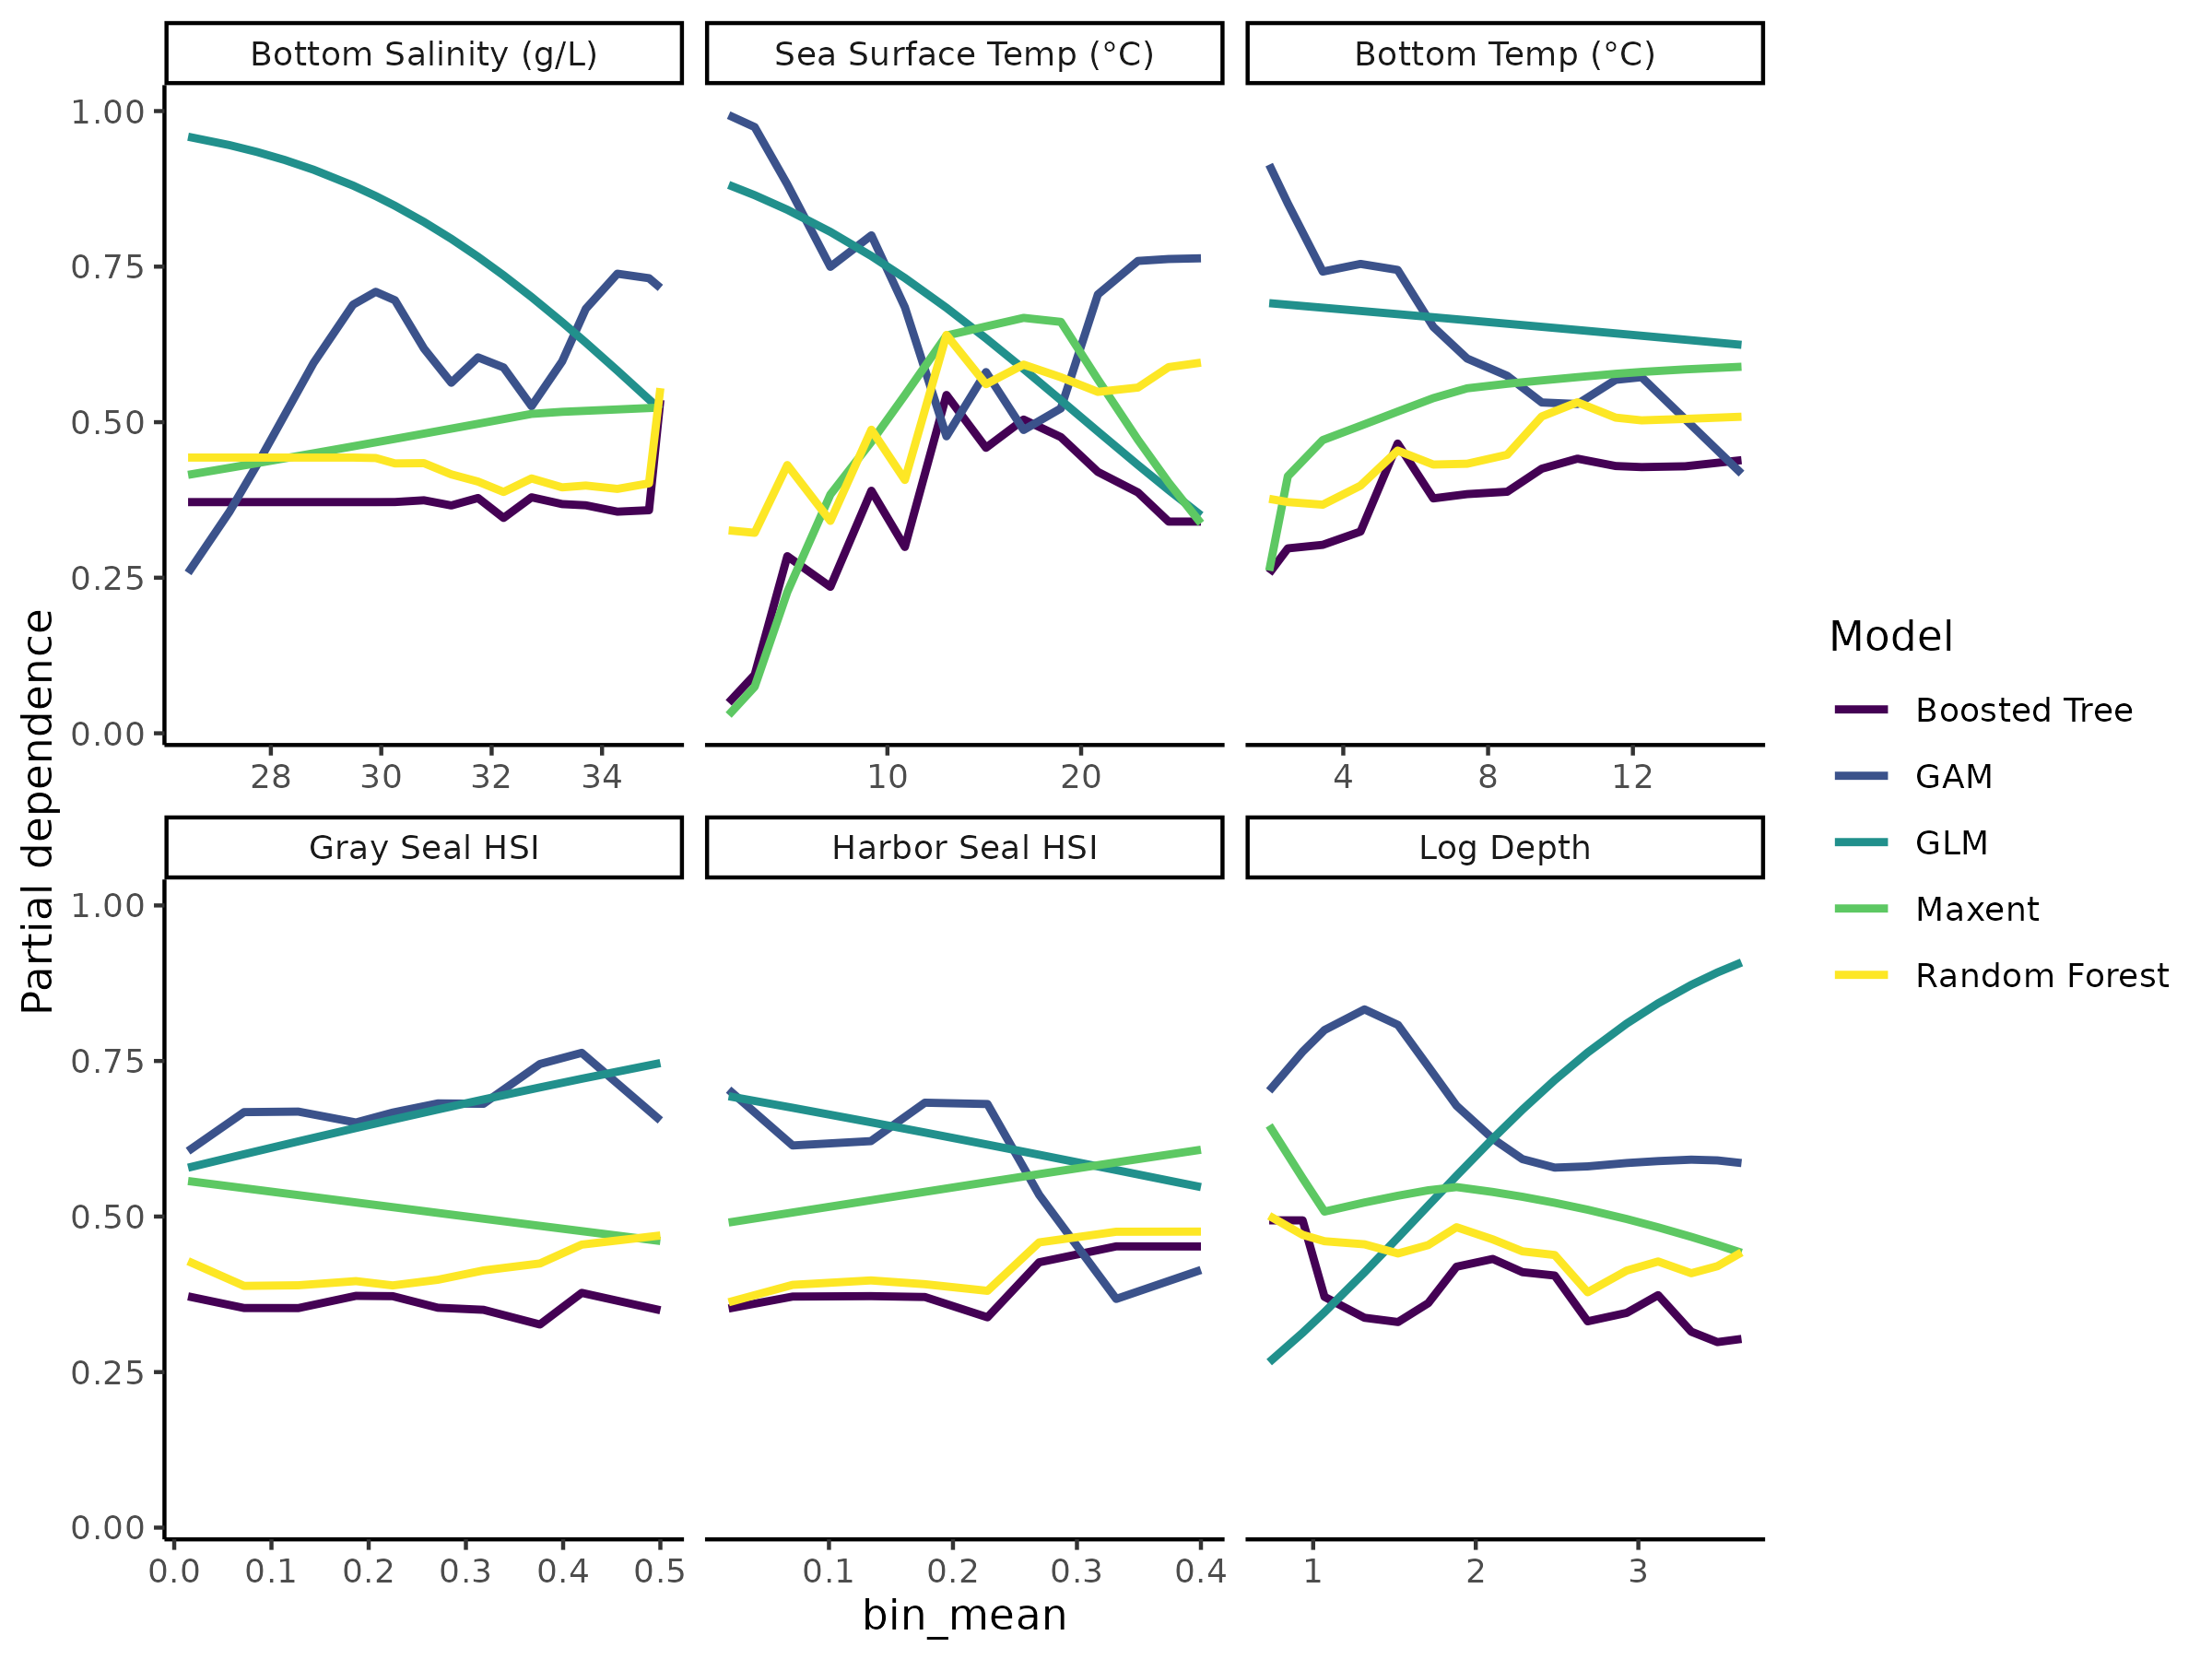 Bottom Salinity (g/L)
Sea Surface Temp (°C)
Bottom Temp (°C)
1.00
0.75
0.50
0.25
0.00
28 30 32 34
10 20
4 8 12
Gray Seal HSI
Harbor Seal HSI
Log Depth
1.00
0.75
0.50
0.25
0.00
0.0 0.1 0.2 0.3 0.4 0.5
0.1 0.2 0.3 0.4
1 2 3
Partial dependence
bin_mean
Model
Boosted Tree
GAM
GLM
Maxent
Random Forest